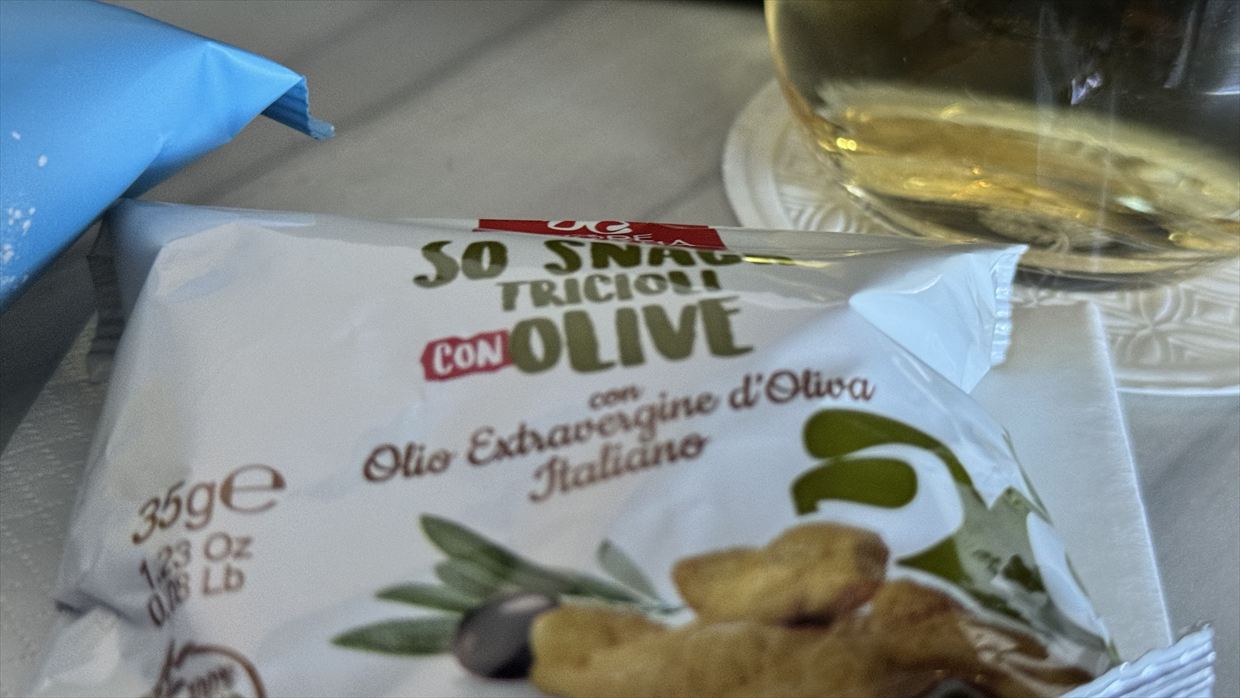 SO SNACK
TRICIOLI
CON OLIVE
con
Olio Extravergine d'Oliva
Italiano
35g e
1,23 Oz
0,08 Lb